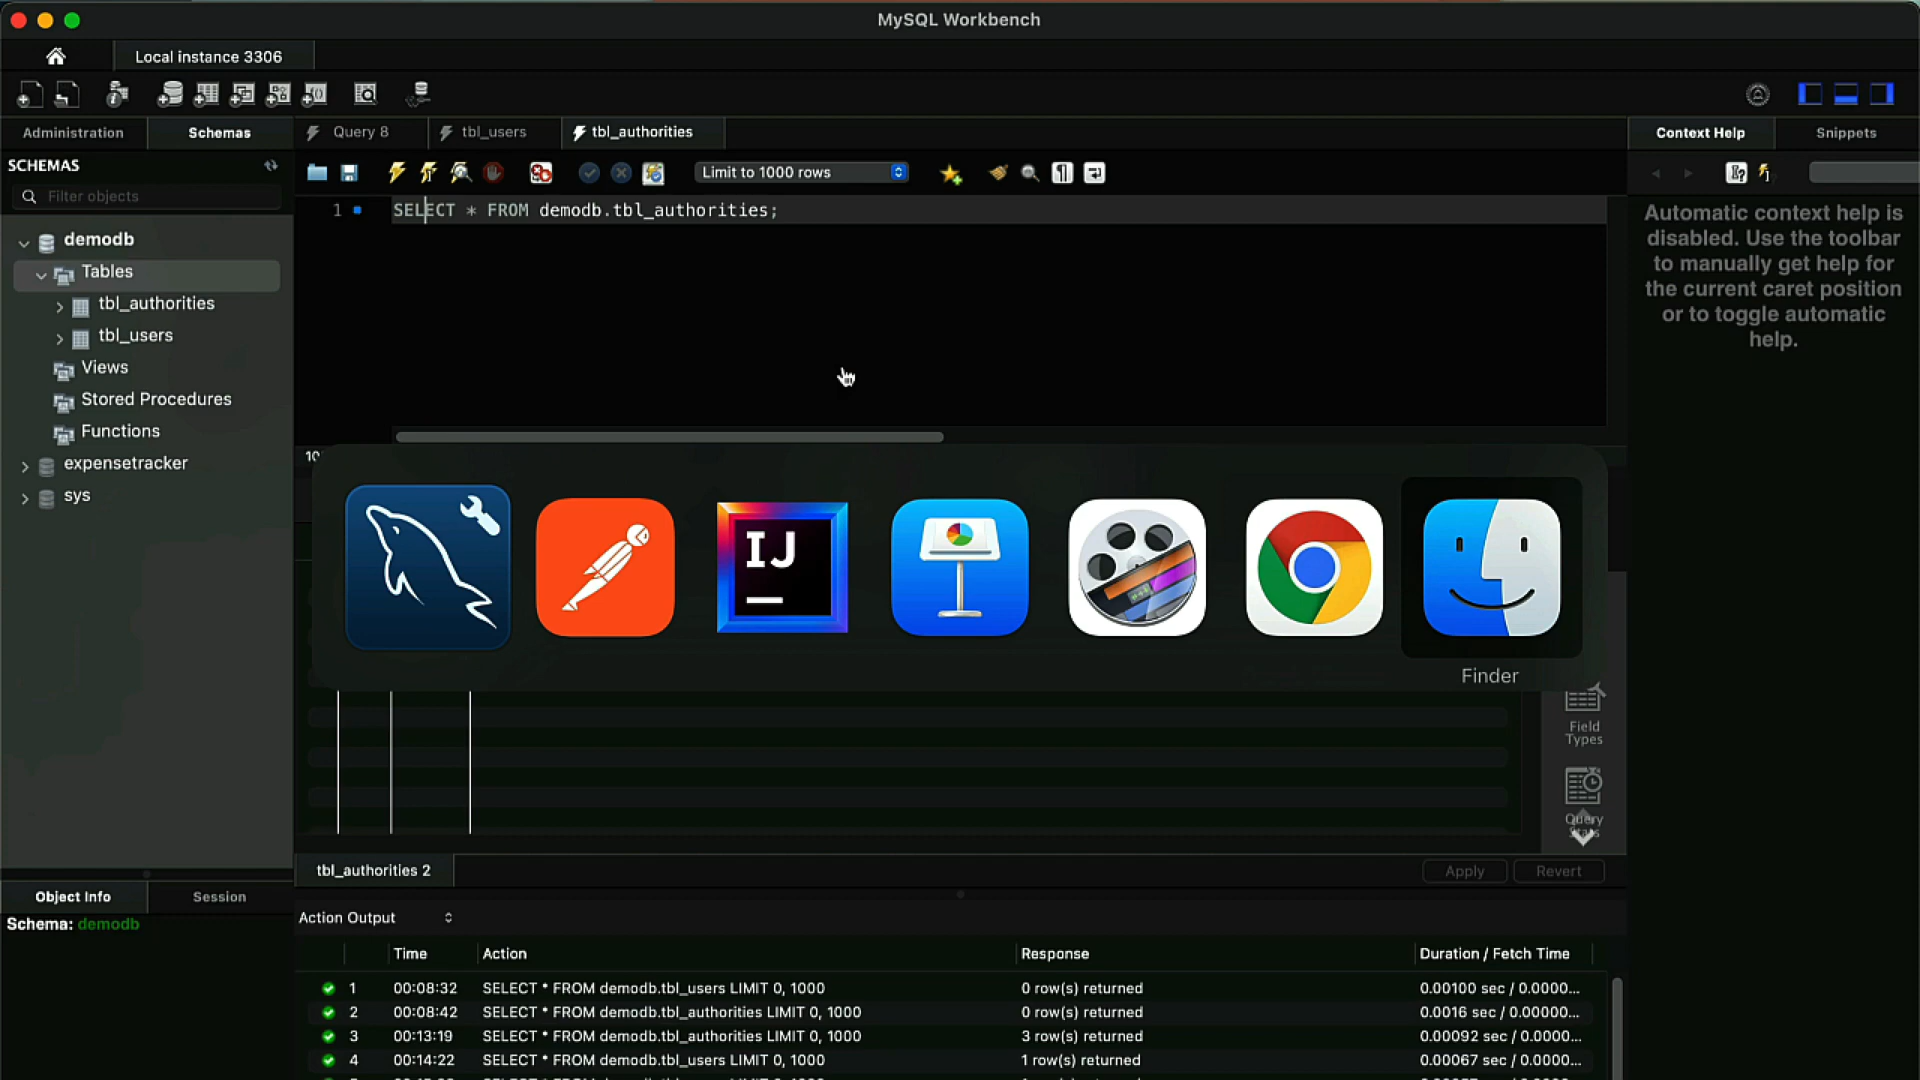 MySQL Workbench
Local instance 3306
Administration
Schemas
Query 8
tbl_users
tbl_authorities
Context Help
Snippets
SCHEMAS
Limit to 1000 rows
Filter objects
1
SELECT * FROM demodb.tbl_authorities;
Automatic context help is
disabled. Use the toolbar
to manually get help for
the current caret position
or to toggle automatic
help.
demodb
Tables
tbl_authorities
tbl_users
Views
Stored Procedures
Functions
expensetracker
sys
IJ
Finder
Field
Types
Query
tbl_authorities 2
Apply
Revert
Object Info
Session
Schema: demodb
Action Output
Time Action Response Duration / Fetch Time
1 00:08:32 SELECT * FROM demodb.tbl_users LIMIT 0, 1000 0 row(s) returned 0.00100 sec / 0.0000...
2 00:08:42 SELECT * FROM demodb.tbl_authorities LIMIT 0, 1000 0 row(s) returned 0.0016 sec / 0.00000...
3 00:13:19 SELECT * FROM demodb.tbl_authorities LIMIT 0, 1000 3 row(s) returned 0.00092 sec / 0.0000...
4 00:14:22 SELECT * FROM demodb.tbl_users LIMIT 0, 1000 1 row(s) returned 0.00067 sec / 0.0000...